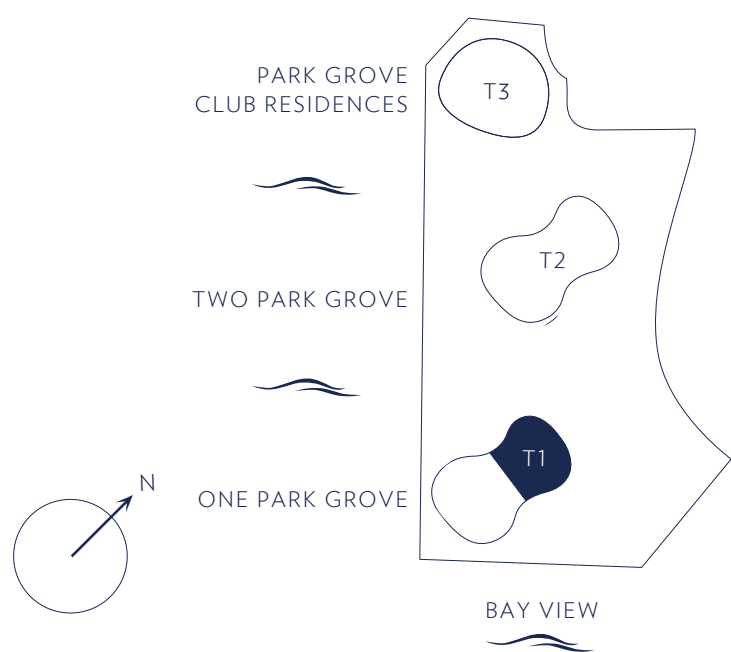 PARK GROVE
CLUB RESIDENCES
T3
T2
TWO PARK GROVE
T1
N
ONE PARK GROVE
BAY VIEW